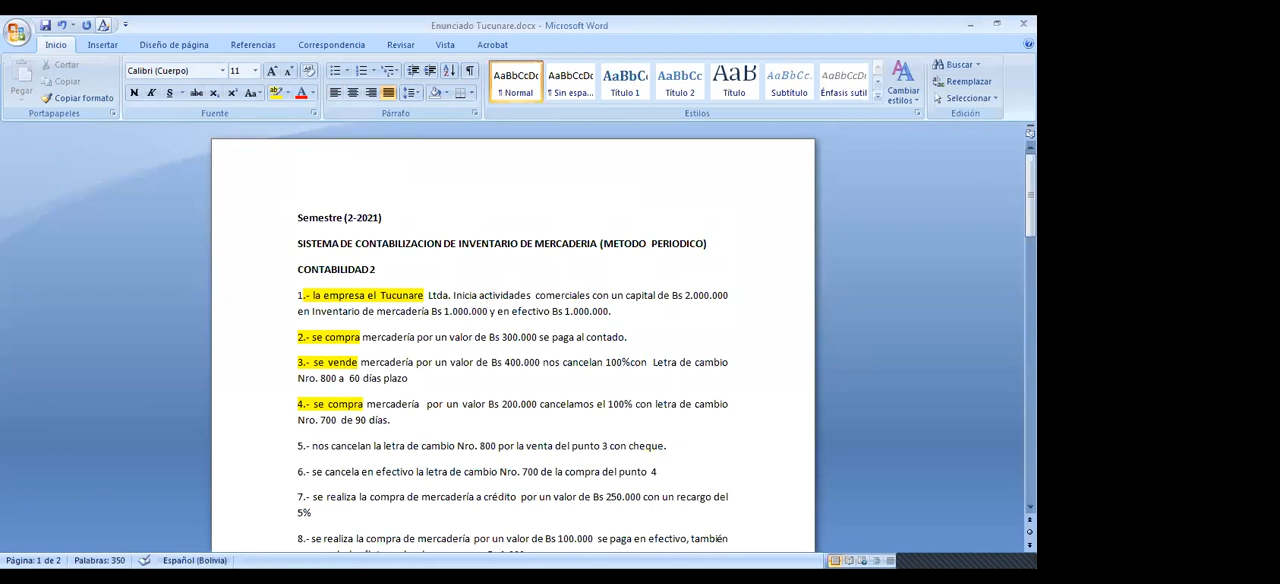 Enunciado Tucunare.docx - Microsoft Word
Inicio Insertar Diseño de página Referencias Correspondencia Revisar Vista Acrobat
Cortar
Copiar
Pegar
Copiar formato
Portapapeles
Calibri (Cuerpo) 11
N K S abc x₂ x² Aa
Fuente
Párrafo
AaBbCcDc AaBbCcDc AaBbCc AaBbCc AaB AaBbCc. AaBbCcDc
¶ Normal ¶ Sin espa... Título 1 Título 2 Título Subtítulo Énfasis sutil
Cambiar
estilos
Estilos
Buscar
Reemplazar
Seleccionar
Edición
Semestre (2-2021)
SISTEMA DE CONTABILIZACION DE INVENTARIO DE MERCADERIA (METODO PERIODICO)
CONTABILIDAD 2
1.- la empresa el Tucunare Ltda. Inicia actividades comerciales con un capital de Bs 2.000.000
en Inventario de mercadería Bs 1.000.000 y en efectivo Bs 1.000.000.
2.- se compra mercadería por un valor de Bs 300.000 se paga al contado.
3.- se vende mercadería por un valor de Bs 400.000 nos cancelan 100%con Letra de cambio
Nro. 800 a 60 días plazo
4.- se compra mercadería por un valor Bs 200.000 cancelamos el 100% con letra de cambio
Nro. 700 de 90 días.
5.- nos cancelan la letra de cambio Nro. 800 por la venta del punto 3 con cheque.
6.- se cancela en efectivo la letra de cambio Nro. 700 de la compra del punto 4
7.- se realiza la compra de mercadería a crédito por un valor de Bs 250.000 con un recargo del
5%
8.- se realiza la compra de mercadería por un valor de Bs 100.000 se paga en efectivo, también
Página: 1 de 2 Palabras: 350 Español (Bolivia)